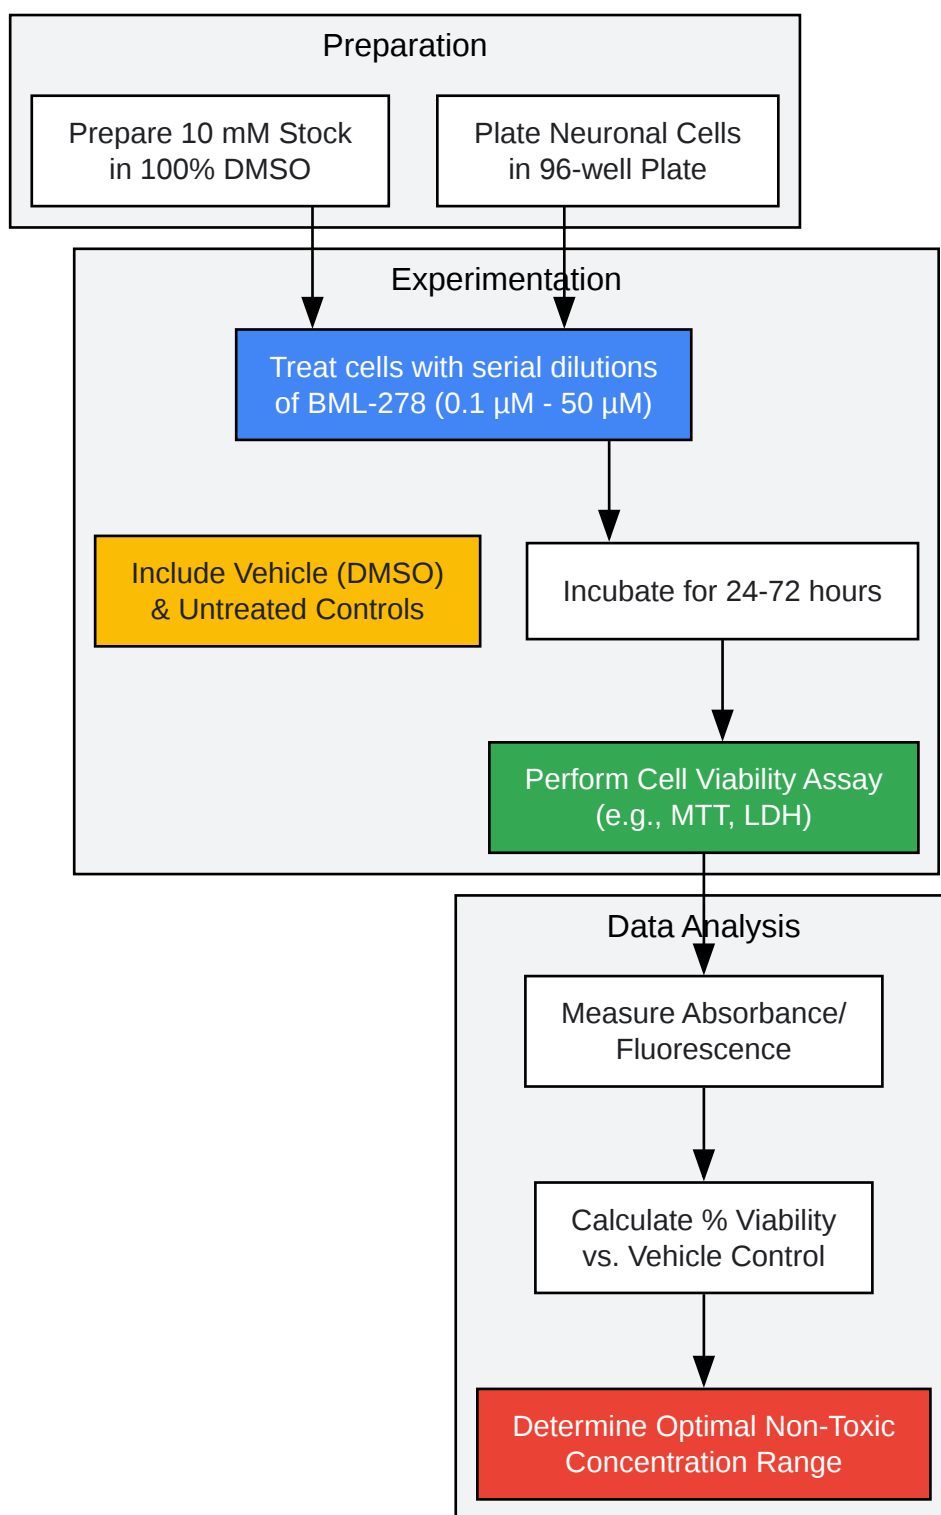 Preparation
Prepare 10 mM Stock
in 100% DMSO
Plate Neuronal Cells
in 96-well Plate
Experimentation
Treat cells with serial dilutions
of BML-278 (0.1 µM - 50 µM)
Include Vehicle (DMSO)
& Untreated Controls
Incubate for 24-72 hours
Perform Cell Viability Assay
(e.g., MTT, LDH)
Data Analysis
Measure Absorbance/
Fluorescence
Calculate % Viability
vs. Vehicle Control
Determine Optimal Non-Toxic
Concentration Range